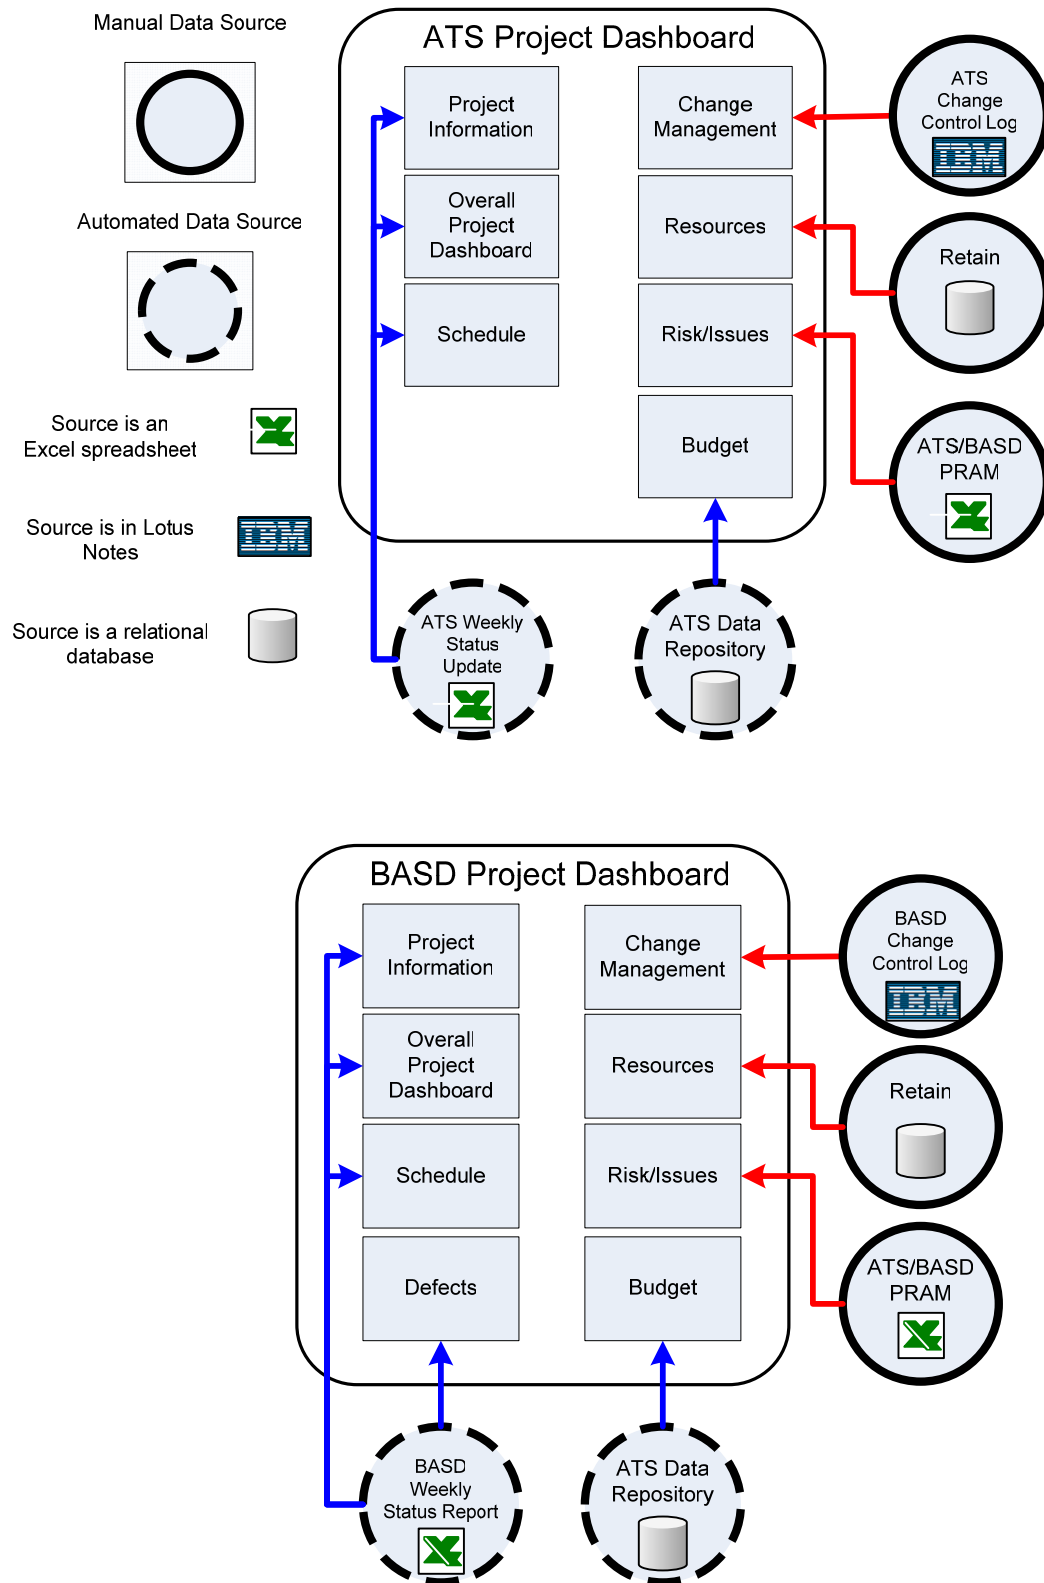 Manual Data Source
Automated Data Source
Source is an
Excel spreadsheet
Source is in Lotus
Notes
IBM
Source is a relational
database
ATS Project Dashboard
Project
Information
Overall
Project
Dashboard
Schedule
Change
Management
Resources
Risk/Issues
Budget
ATS
Change
Control Log
IBM
Retain
ATS/BASD
PRAM
ATS Weekly
Status
Update
ATS Data
Repository
BASD Project Dashboard
Project
Information
Overall
Project
Dashboard
Schedule
Defects
Change
Management
Resources
Risk/Issues
Budget
BASD
Change
Control Log
IBM
Retain
ATS/BASD
PRAM
BASD
Weekly
Status Report
ATS Data
Repository